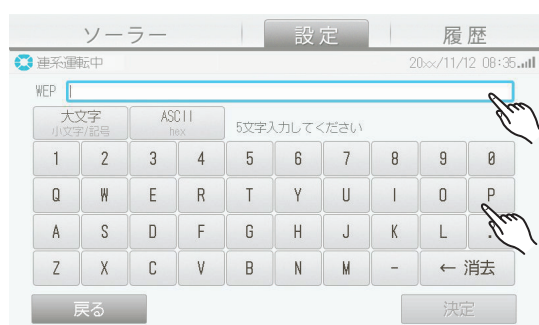 ソーラー 設定 履歴
連系運転中 20××/11/12 08:35
WEP
大文字 ASCII
小文字/記号 hex 5文字入力してください
1 2 3 4 5 6 7 8 9 0
Q W E R T Y U I O P
A S D F G H J K L .
Z X C V B N M - ← 消去
戻る 決定